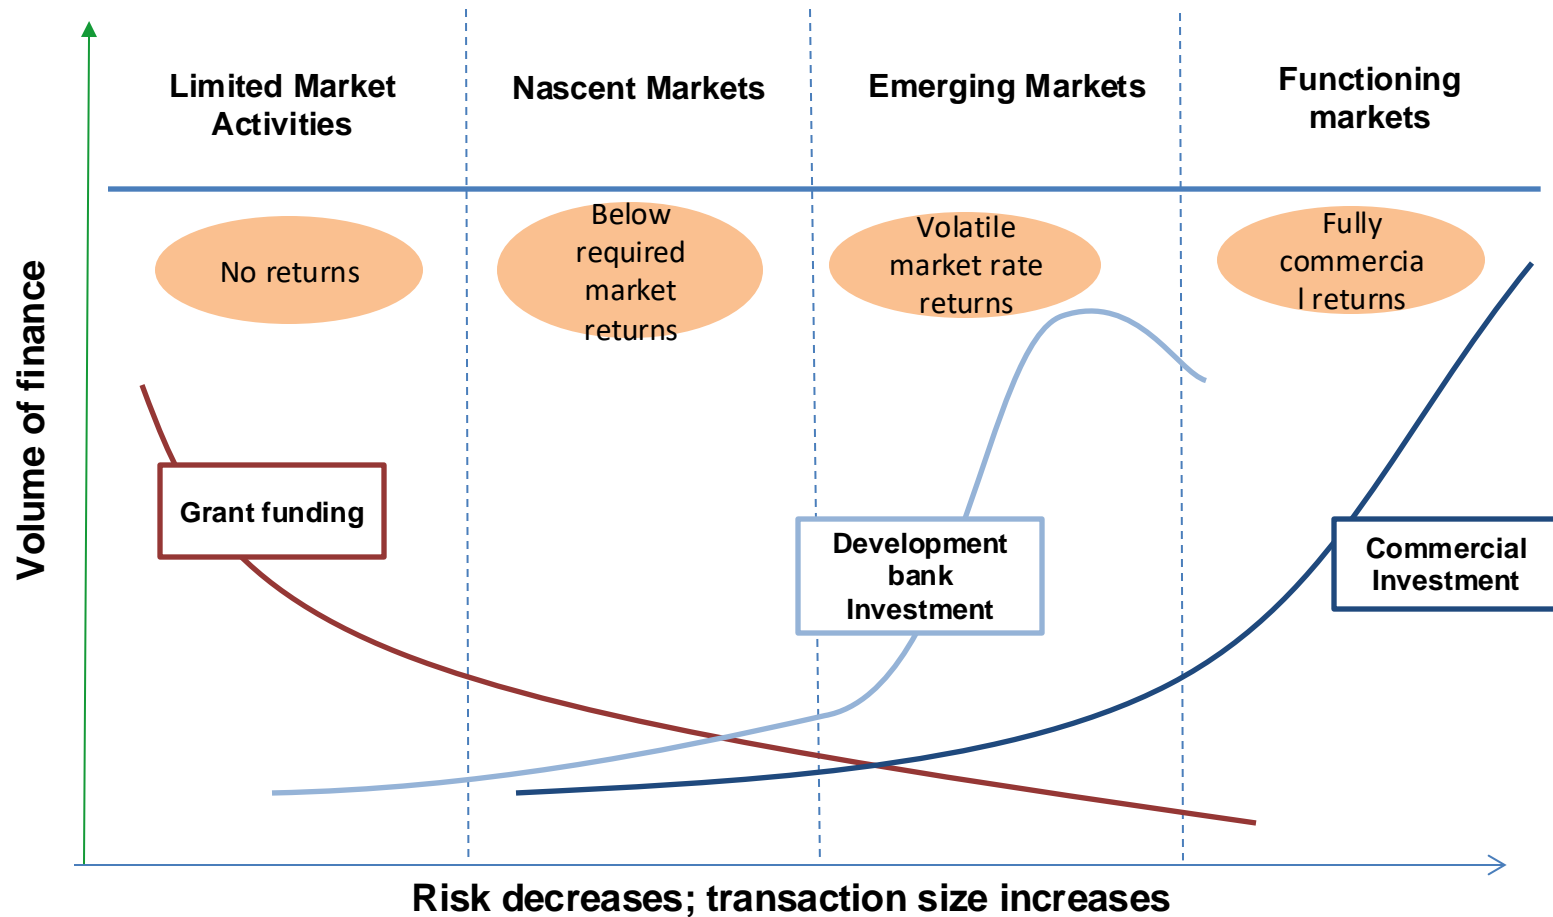 Limited Market
Activities
Nascent Markets
Emerging Markets
Functioning
markets
No returns
Below
required
market
returns
Volatile
market rate
returns
Fully
commercia
l returns
Volume of finance
Grant funding
Development
bank
Investment
Commercial
Investment
Risk decreases; transaction size increases